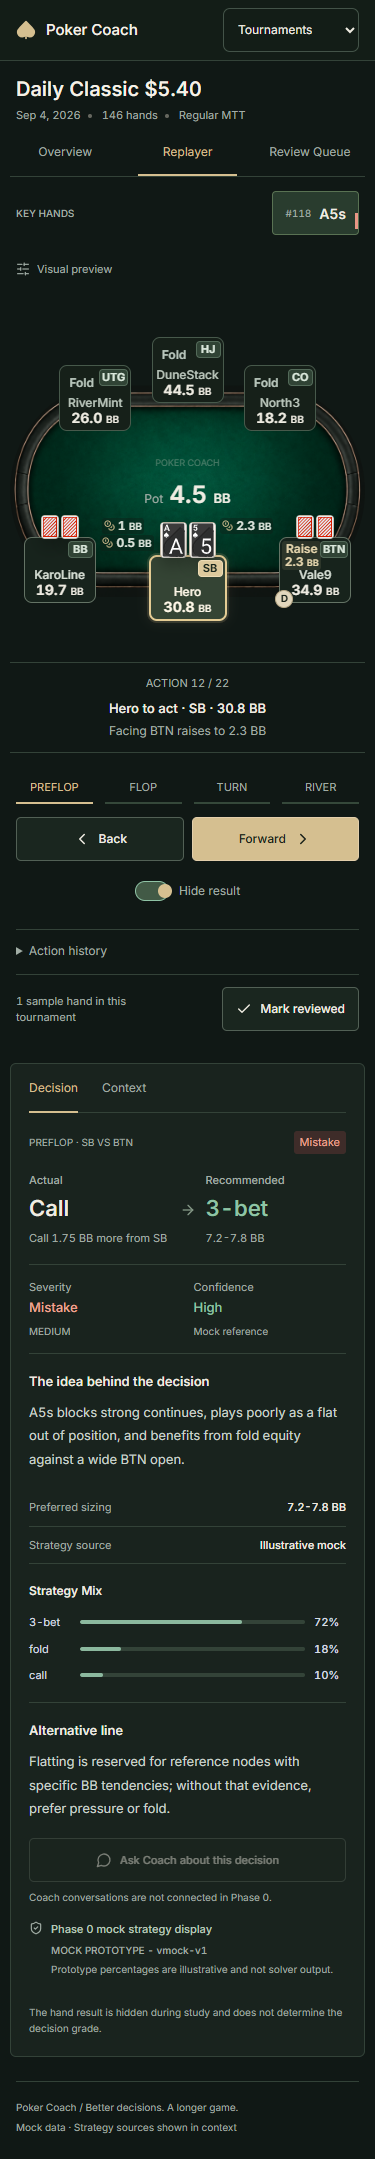 Poker Coach
Tournaments
Daily Classic $5.40
Sep 4, 2026 • 146 hands • Regular MTT
Overview
Replayer
Review Queue
KEY HANDS
#118 A5s
Visual preview
Fold HJ
DuneStack
44.5 BB
Fold UTG
RiverMint
26.0 BB
Fold CO
North3
18.2 BB
POKER COACH
Pot 4.5 BB
1 BB
0.5 BB
A
A
5
5
2.3 BB
BB
KaroLine
19.7 BB
SB
Hero
30.8 BB
Raise BTN
2.3 BB
Vale9
34.9 BB
D
ACTION 12 / 22
Hero to act · SB · 30.8 BB
Facing BTN raises to 2.3 BB
PREFLOP
FLOP
TURN
RIVER
Back
Forward
Hide result
Action history
1 sample hand in this
tournament
Mark reviewed
Decision
Context
PREFLOP · SB VS BTN
Mistake
Actual
Recommended
Call → 3-bet
Call 1.75 BB more from SB
7.2-7.8 BB
Severity
Confidence
Mistake
High
MEDIUM
Mock reference
The idea behind the decision
A5s blocks strong continues, plays poorly as a flat
out of position, and benefits from fold equity
against a wide BTN open.
Preferred sizing
7.2-7.8 BB
Strategy source
Illustrative mock
Strategy Mix
3-bet 72%
fold 18%
call 10%
Alternative line
Flatting is reserved for reference nodes with
specific BB tendencies; without that evidence,
prefer pressure or fold.
Ask Coach about this decision
Coach conversations are not connected in Phase 0.
Phase 0 mock strategy display
MOCK PROTOTYPE - vmock-v1
Prototype percentages are illustrative and not solver output.
The hand result is hidden during study and does not determine the
decision grade.
Poker Coach / Better decisions. A longer game.
Mock data · Strategy sources shown in context